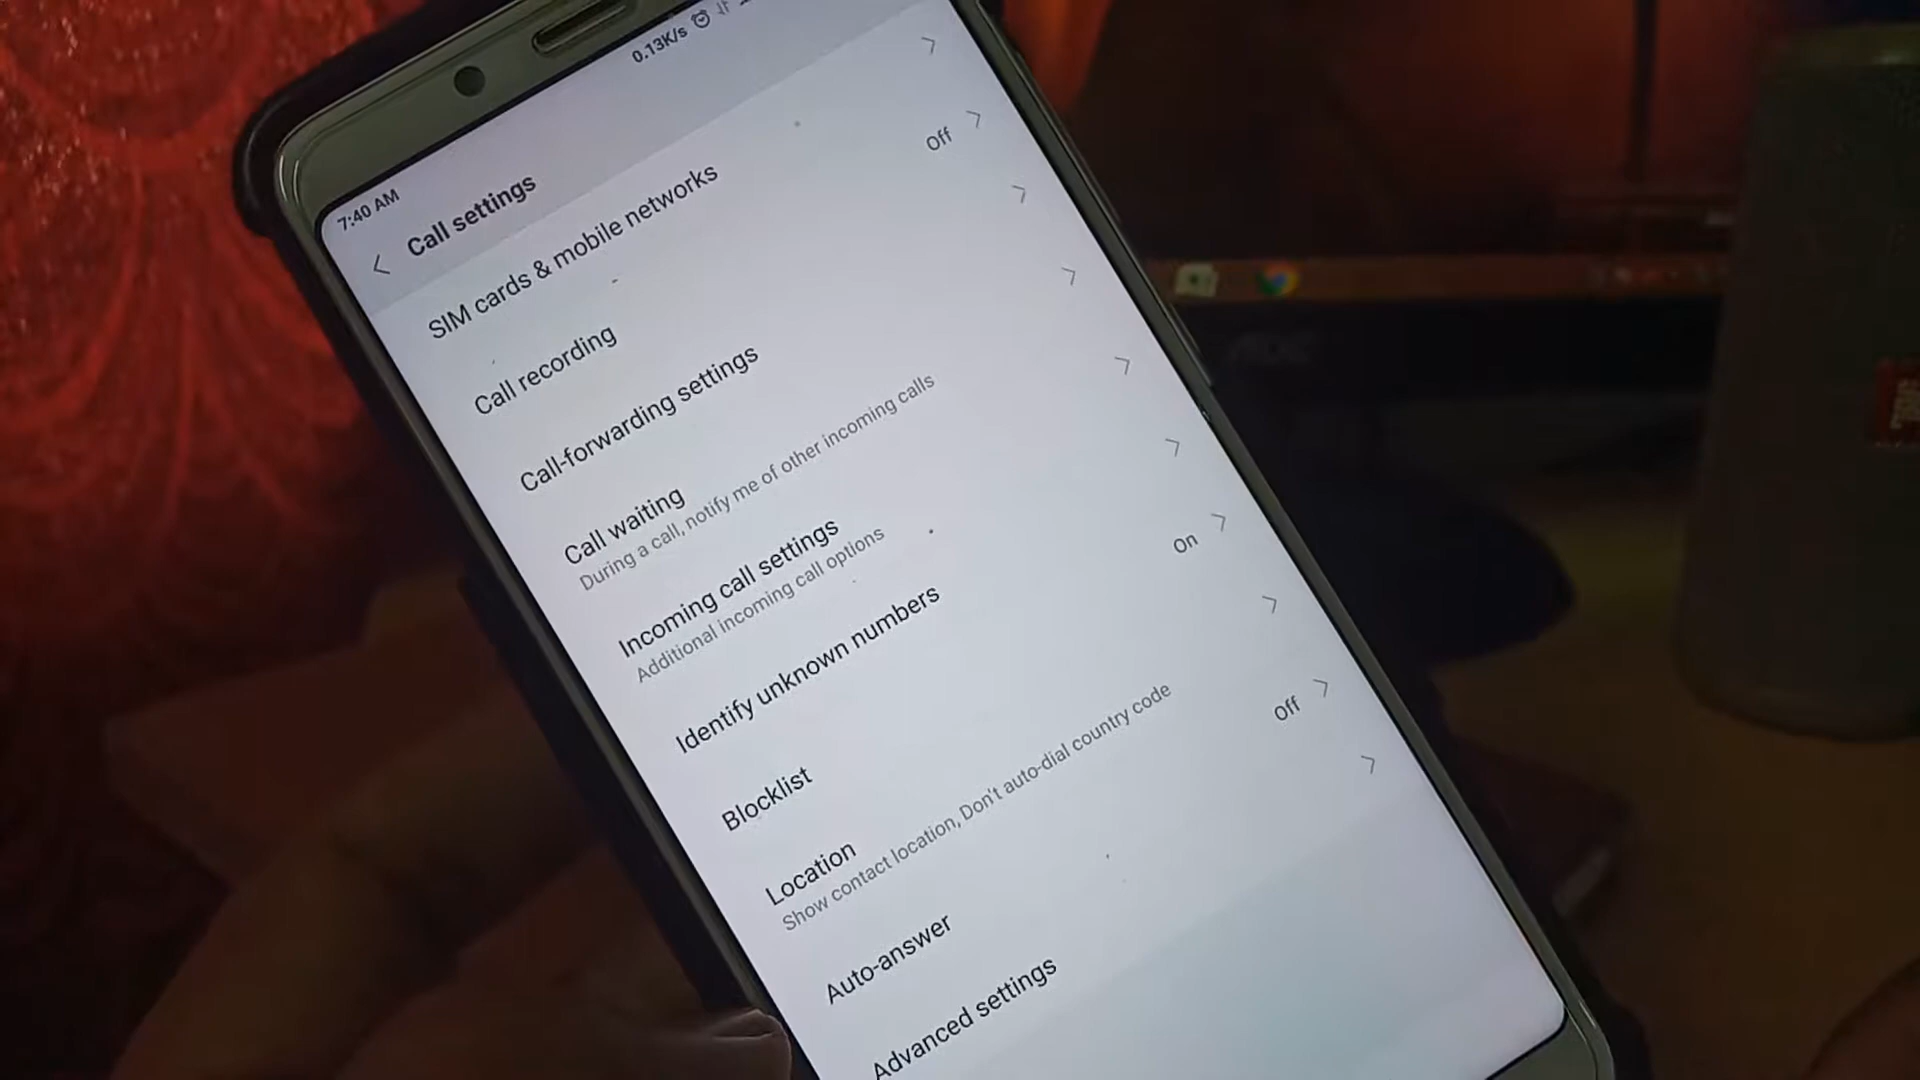 7:40 AM
0.13K/s
Call settings
SIM cards & mobile networks
Call recording
Off
Call-forwarding settings
Call waiting
During a call, notify me of other incoming calls
Incoming call settings
Additional incoming call options
Identify unknown numbers
Blocklist
On
Location
Show contact location, Don't auto-dial country code
Auto-answer
Off
Advanced settings
AOC
JBL